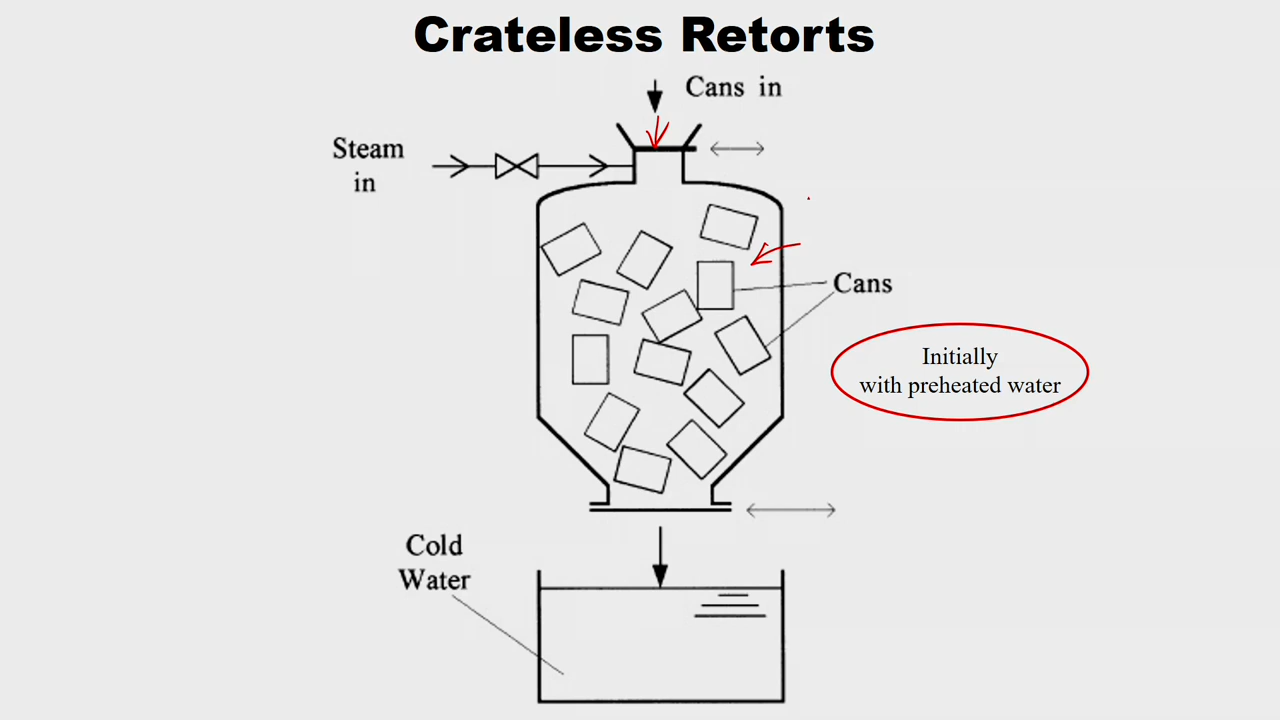 Crateless Retorts
Cans in
Steam
in
Cans
Initially
with preheated water
Cold
Water